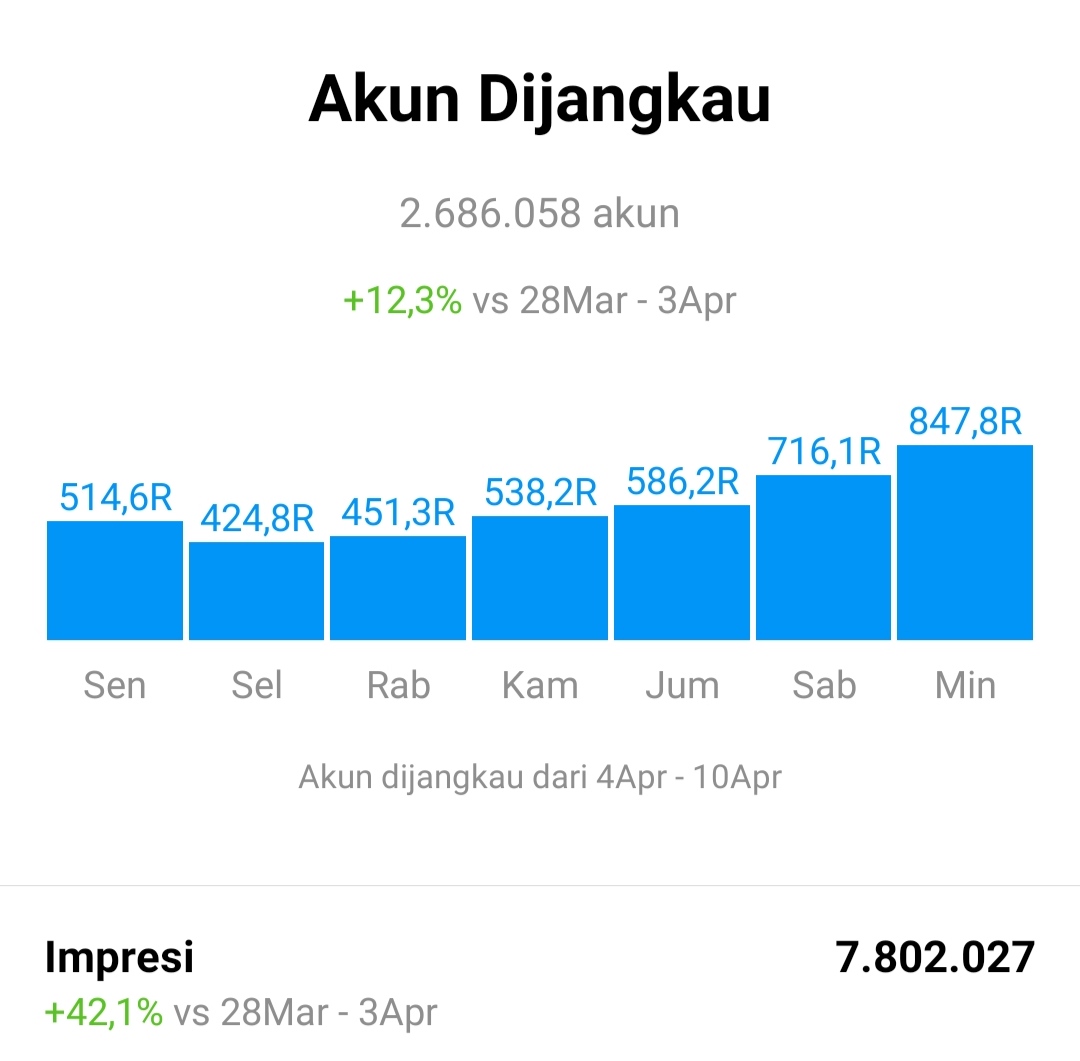 Akun Dijangkau
2.686.058 akun
+12,3% vs 28Mar - 3Apr
514,6R 424,8R 451,3R 538,2R 586,2R 716,1R 847,8R
Sen Sel Rab Kam Jum Sab Min
Akun dijangkau dari 4Apr - 10Apr
Impresi 7.802.027
+42,1% vs 28Mar - 3Apr